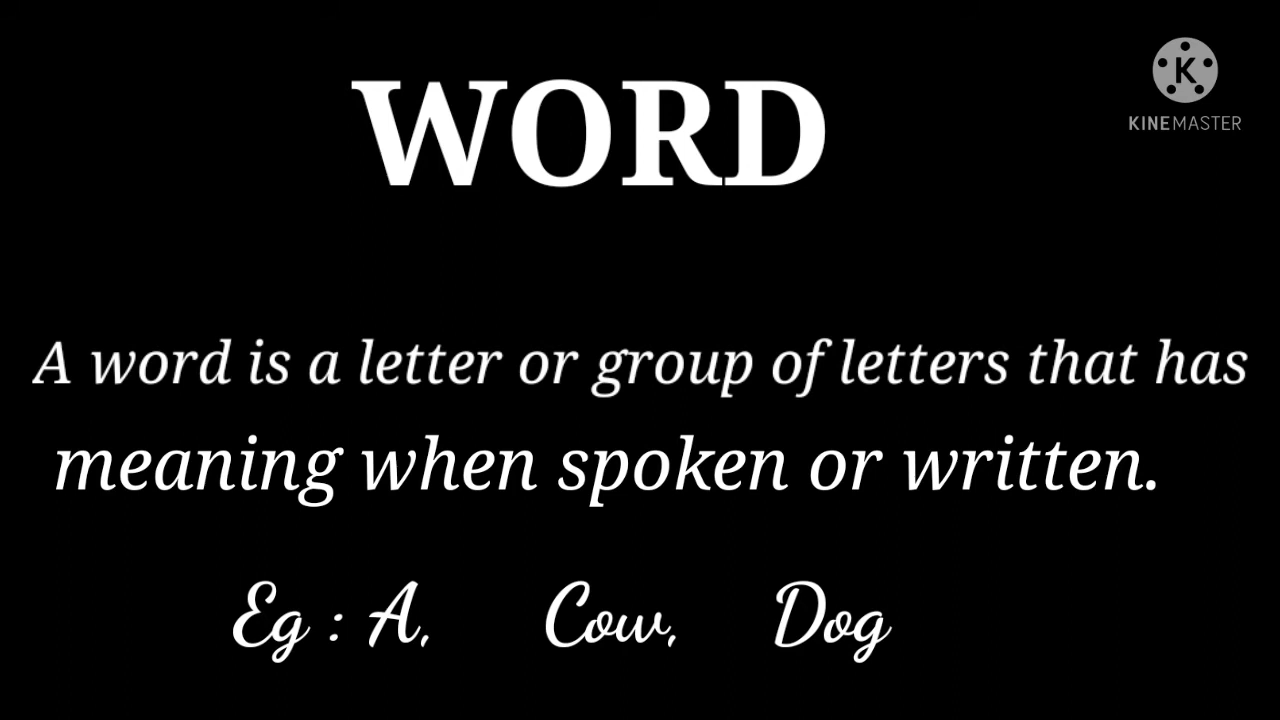 WORD
KINEMASTER
A word is a letter or group of letters that has
meaning when spoken or written.
Eg : A, Cow, Dog